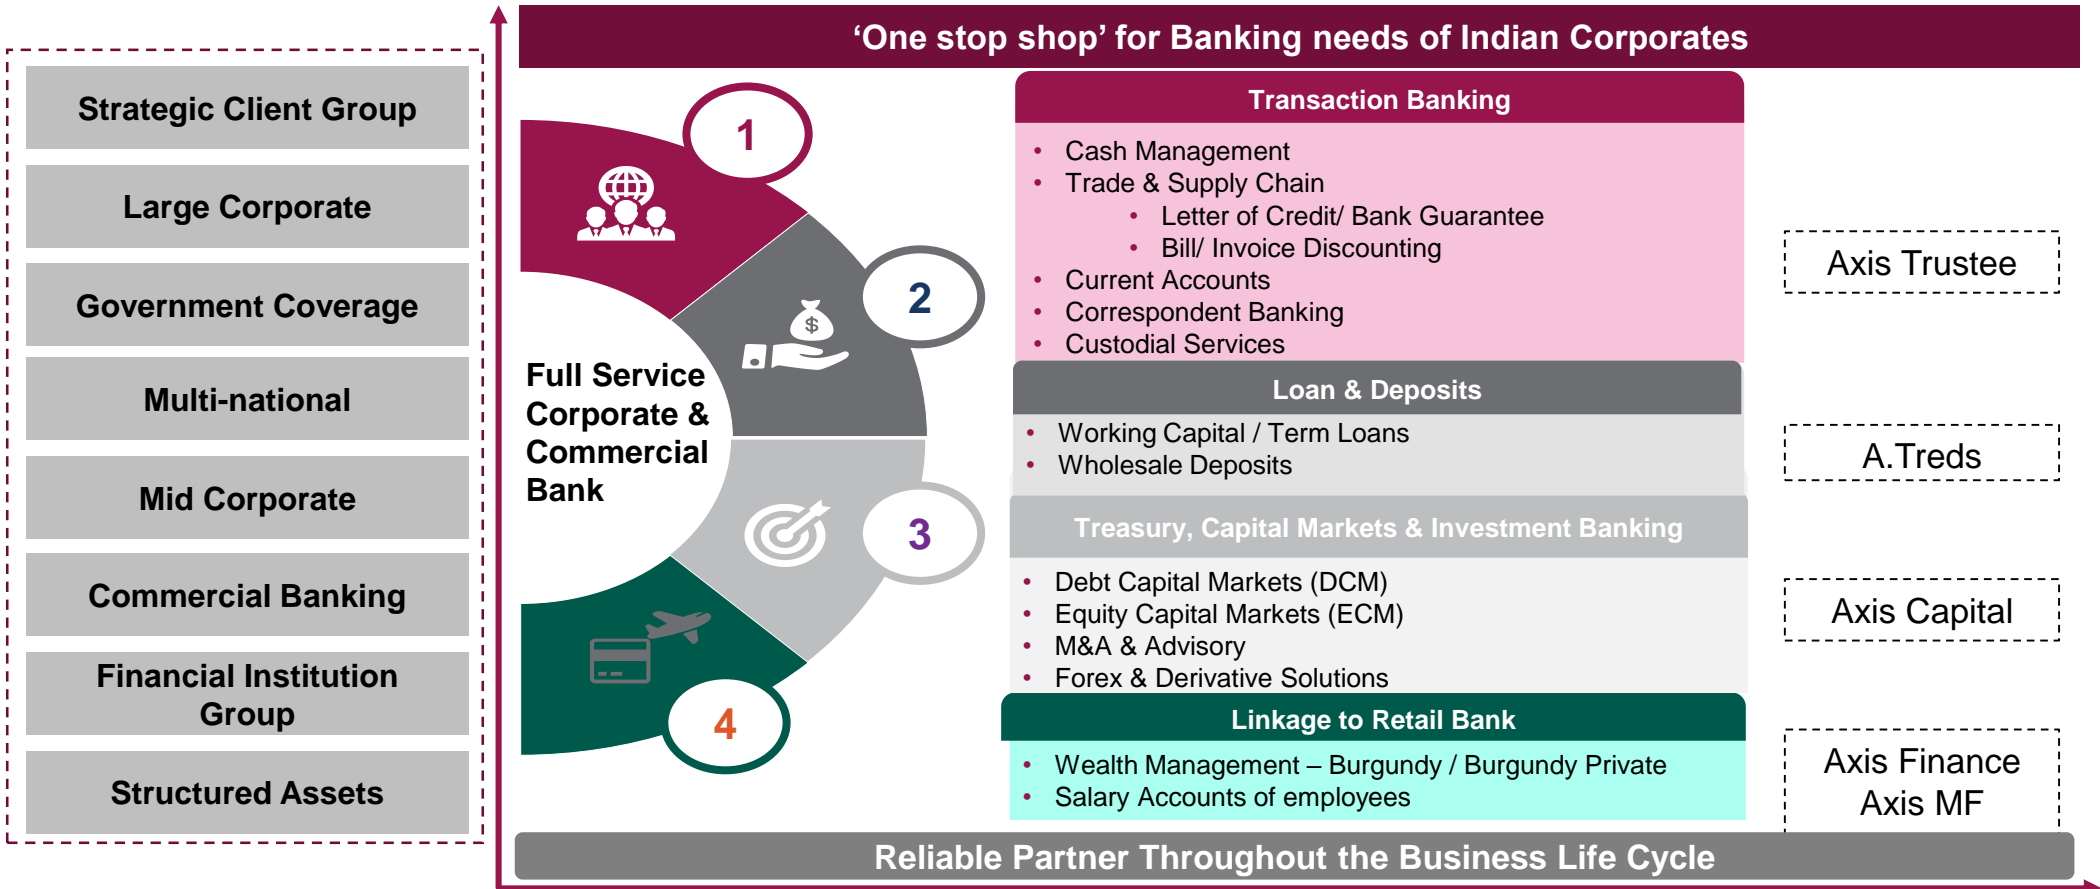 ‘One stop shop’ for Banking needs of Indian Corporates
Strategic Client Group
Large Corporate
Government Coverage
Multi-national
Mid Corporate
Commercial Banking
Financial Institution
Group
Structured Assets
1
2
3
4
Full Service
Corporate &
Commercial
Bank
$
Transaction Banking
• Cash Management
• Trade & Supply Chain
• Letter of Credit/ Bank Guarantee
• Bill/ Invoice Discounting
• Current Accounts
• Correspondent Banking
• Custodial Services
Loan & Deposits
• Working Capital / Term Loans
• Wholesale Deposits
Treasury, Capital Markets & Investment Banking
• Debt Capital Markets (DCM)
• Equity Capital Markets (ECM)
• M&A & Advisory
• Forex & Derivative Solutions
Linkage to Retail Bank
• Wealth Management – Burgundy / Burgundy Private
• Salary Accounts of employees
Axis Trustee
A.Treds
Axis Capital
Axis Finance
Axis MF
Reliable Partner Throughout the Business Life Cycle